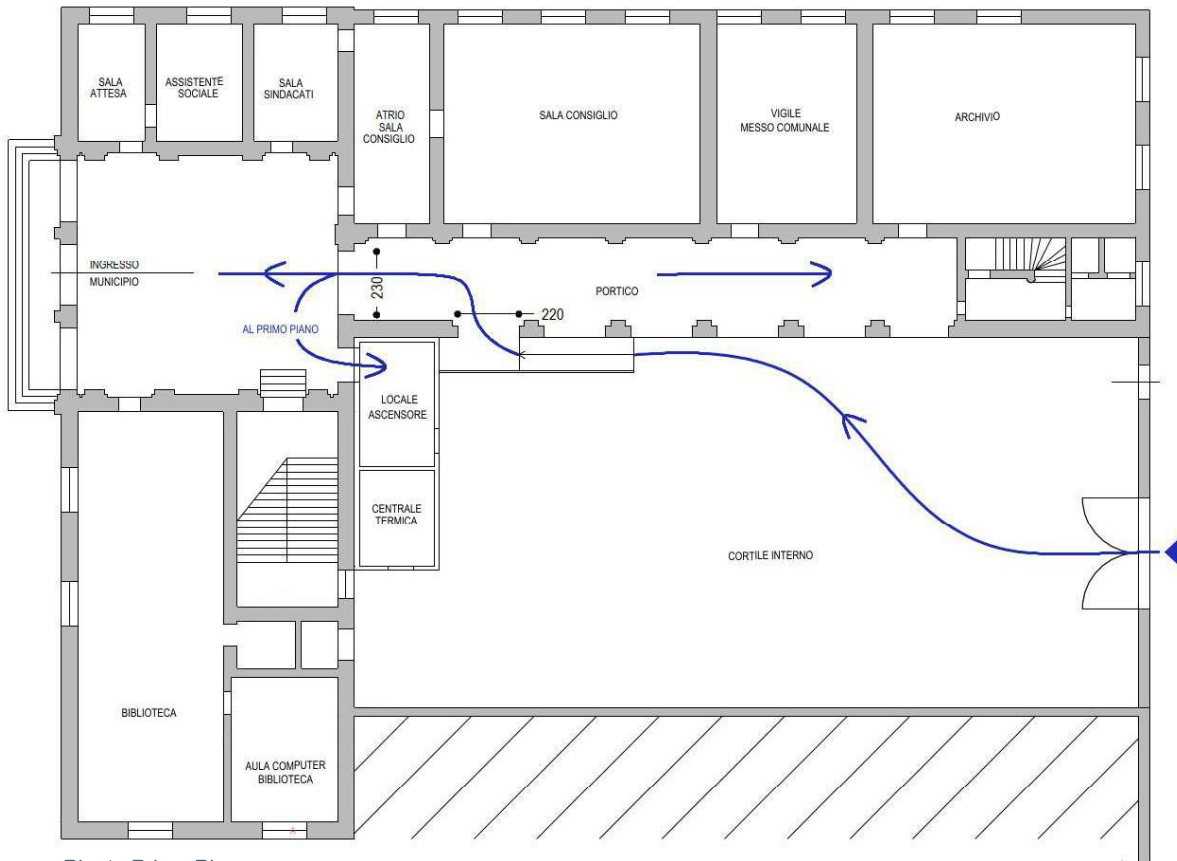 SALA
ATTESA
ASSISTENTE
SOCIALE
SALA
SINDACATI
ATRIO
SALA
CONSIGLIO
SALA CONSIGLIO
VIGILE
MESSO COMUNALE
ARCHIVIO
INGRESSO
MUNICIPIO
230
PORTICO
220
AL PRIMO PIANO
LOCALE
ASCENSORE
CENTRALE
TERMICA
CORTILE INTERNO
BIBLIOTECA
AULA COMPUTER
BIBLIOTECA